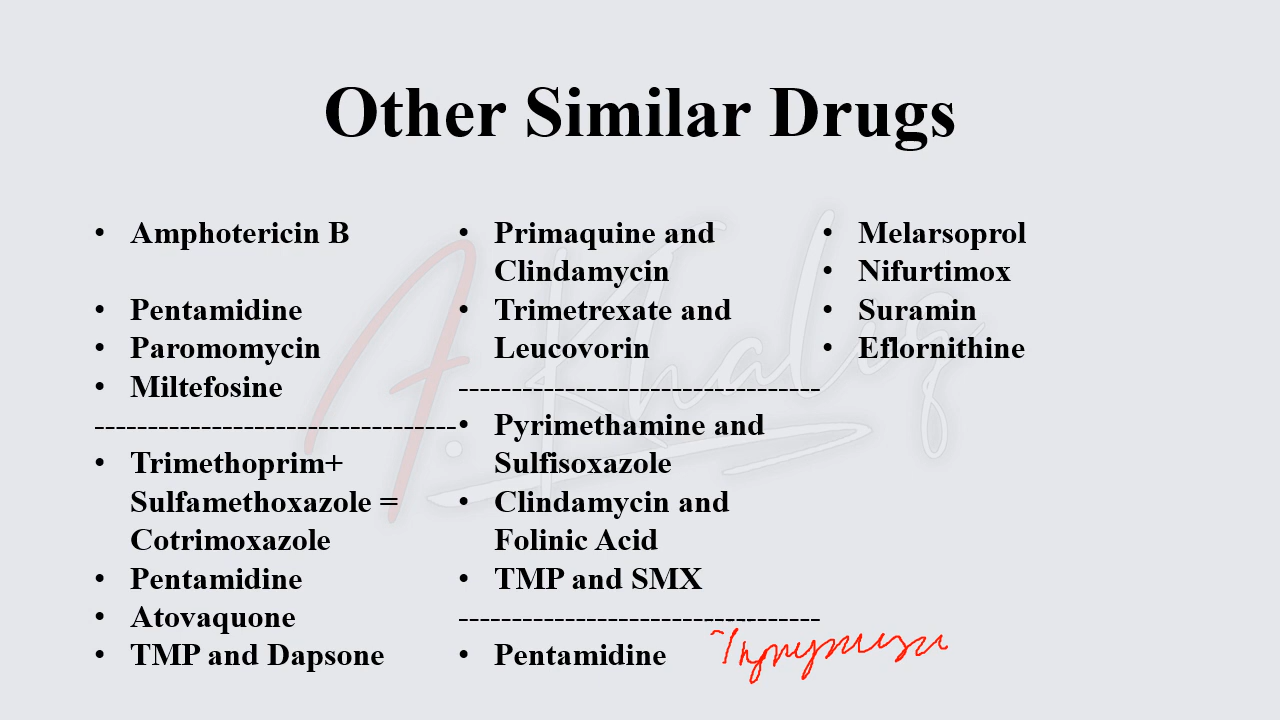 Other Similar Drugs
• Amphotericin B
• Pentamidine
• Paromomycin
• Miltefosine
----------------------------------
• Trimethoprim+
Sulfamethoxazole =
Cotrimoxazole
• Pentamidine
• Atovaquone
• TMP and Dapsone
• Primaquine and
Clindamycin
• Trimetrexate and
Leucovorin
----------------------------------
• Pyrimethamine and
Sulfisoxazole
• Clindamycin and
Folinic Acid
• TMP and SMX
----------------------------------
• Pentamidine
• Melarsoprol
• Nifurtimox
• Suramin
• Eflornithine
A. Khaliq